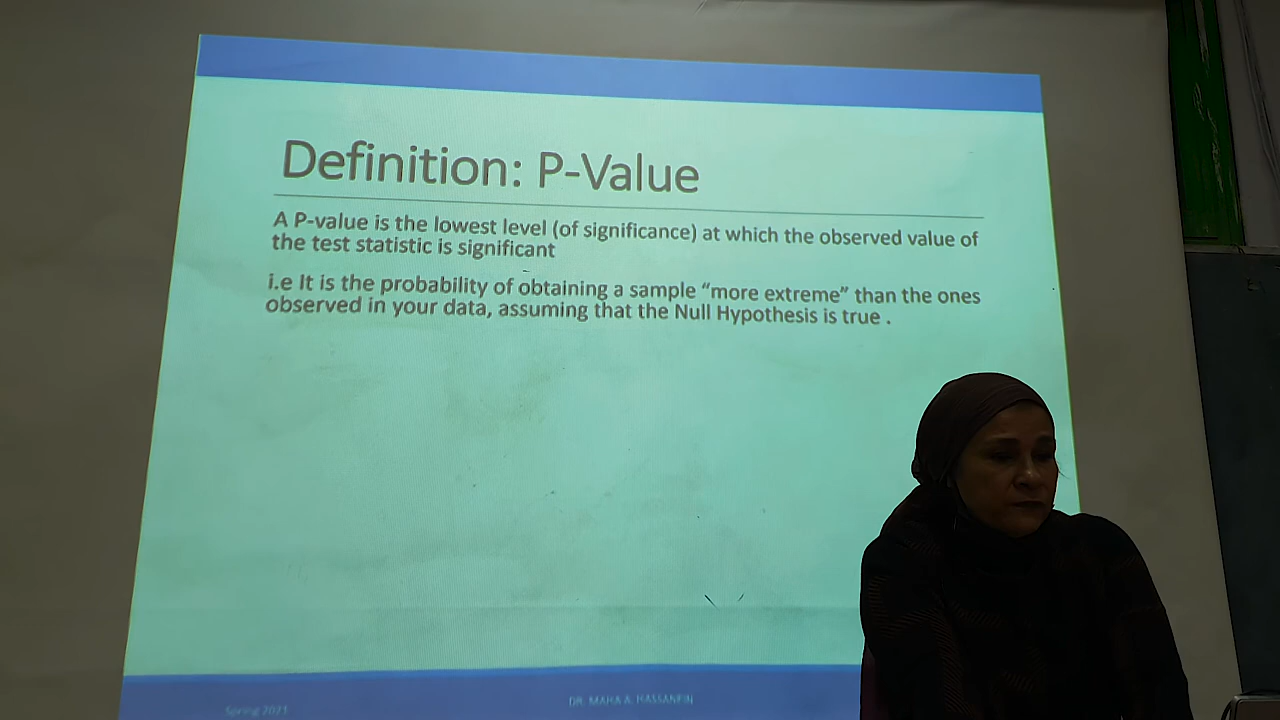 Definition: P-Value
A P-value is the lowest level (of significance) at which the observed value of
the test statistic is significant
i.e It is the probability of obtaining a sample “more extreme” than the ones
observed in your data, assuming that the Null Hypothesis is true .
Spring 2021
DR. MAHA A. HASSANEIN